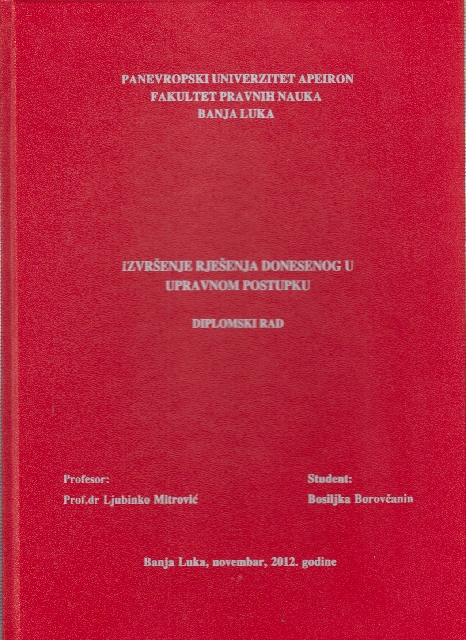 PANEVROPSKI UNIVERZITET APEIRON
FAKULTET PRAVNIH NAUKA
BANJA LUKA
IZVRŠENJE RJEŠENJA DONESENOG U
UPRAVNOM POSTUPKU
DIPLOMSKI RAD
Profesor:
Prof.dr Ljubinko Mitrović
Student:
Bosiljka Borovčanin
Banja Luka, novembar, 2012. godine